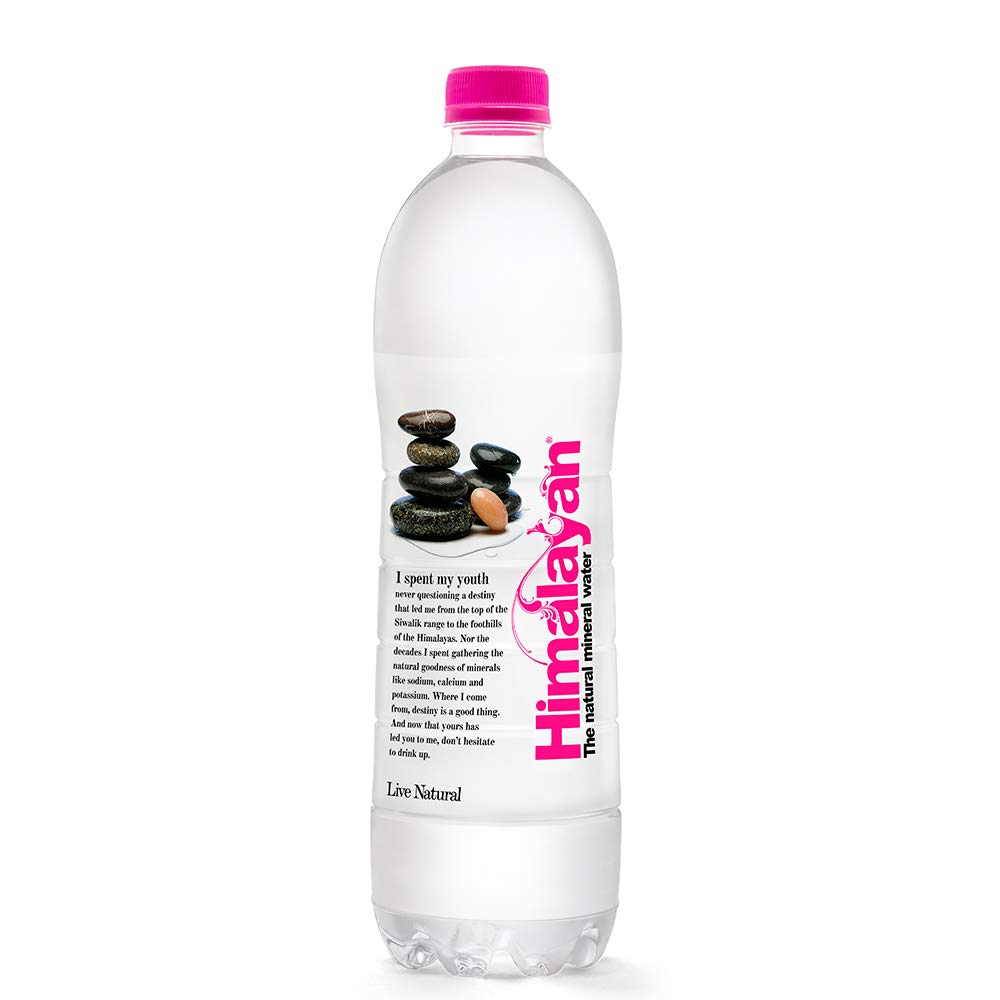 I spent my youth
never questioning a destiny
that led me from the top of the
Siwalik range to the foothills
of the Himalayas. Nor the
decades I spent gathering the
natural goodness of minerals
like sodium, calcium and
potassium. Where I come
from, destiny is a good thing.
And now that yours has
led you to me, don't hesitate
to drink up.
Live Natural
Himalayan®
The natural mineral water